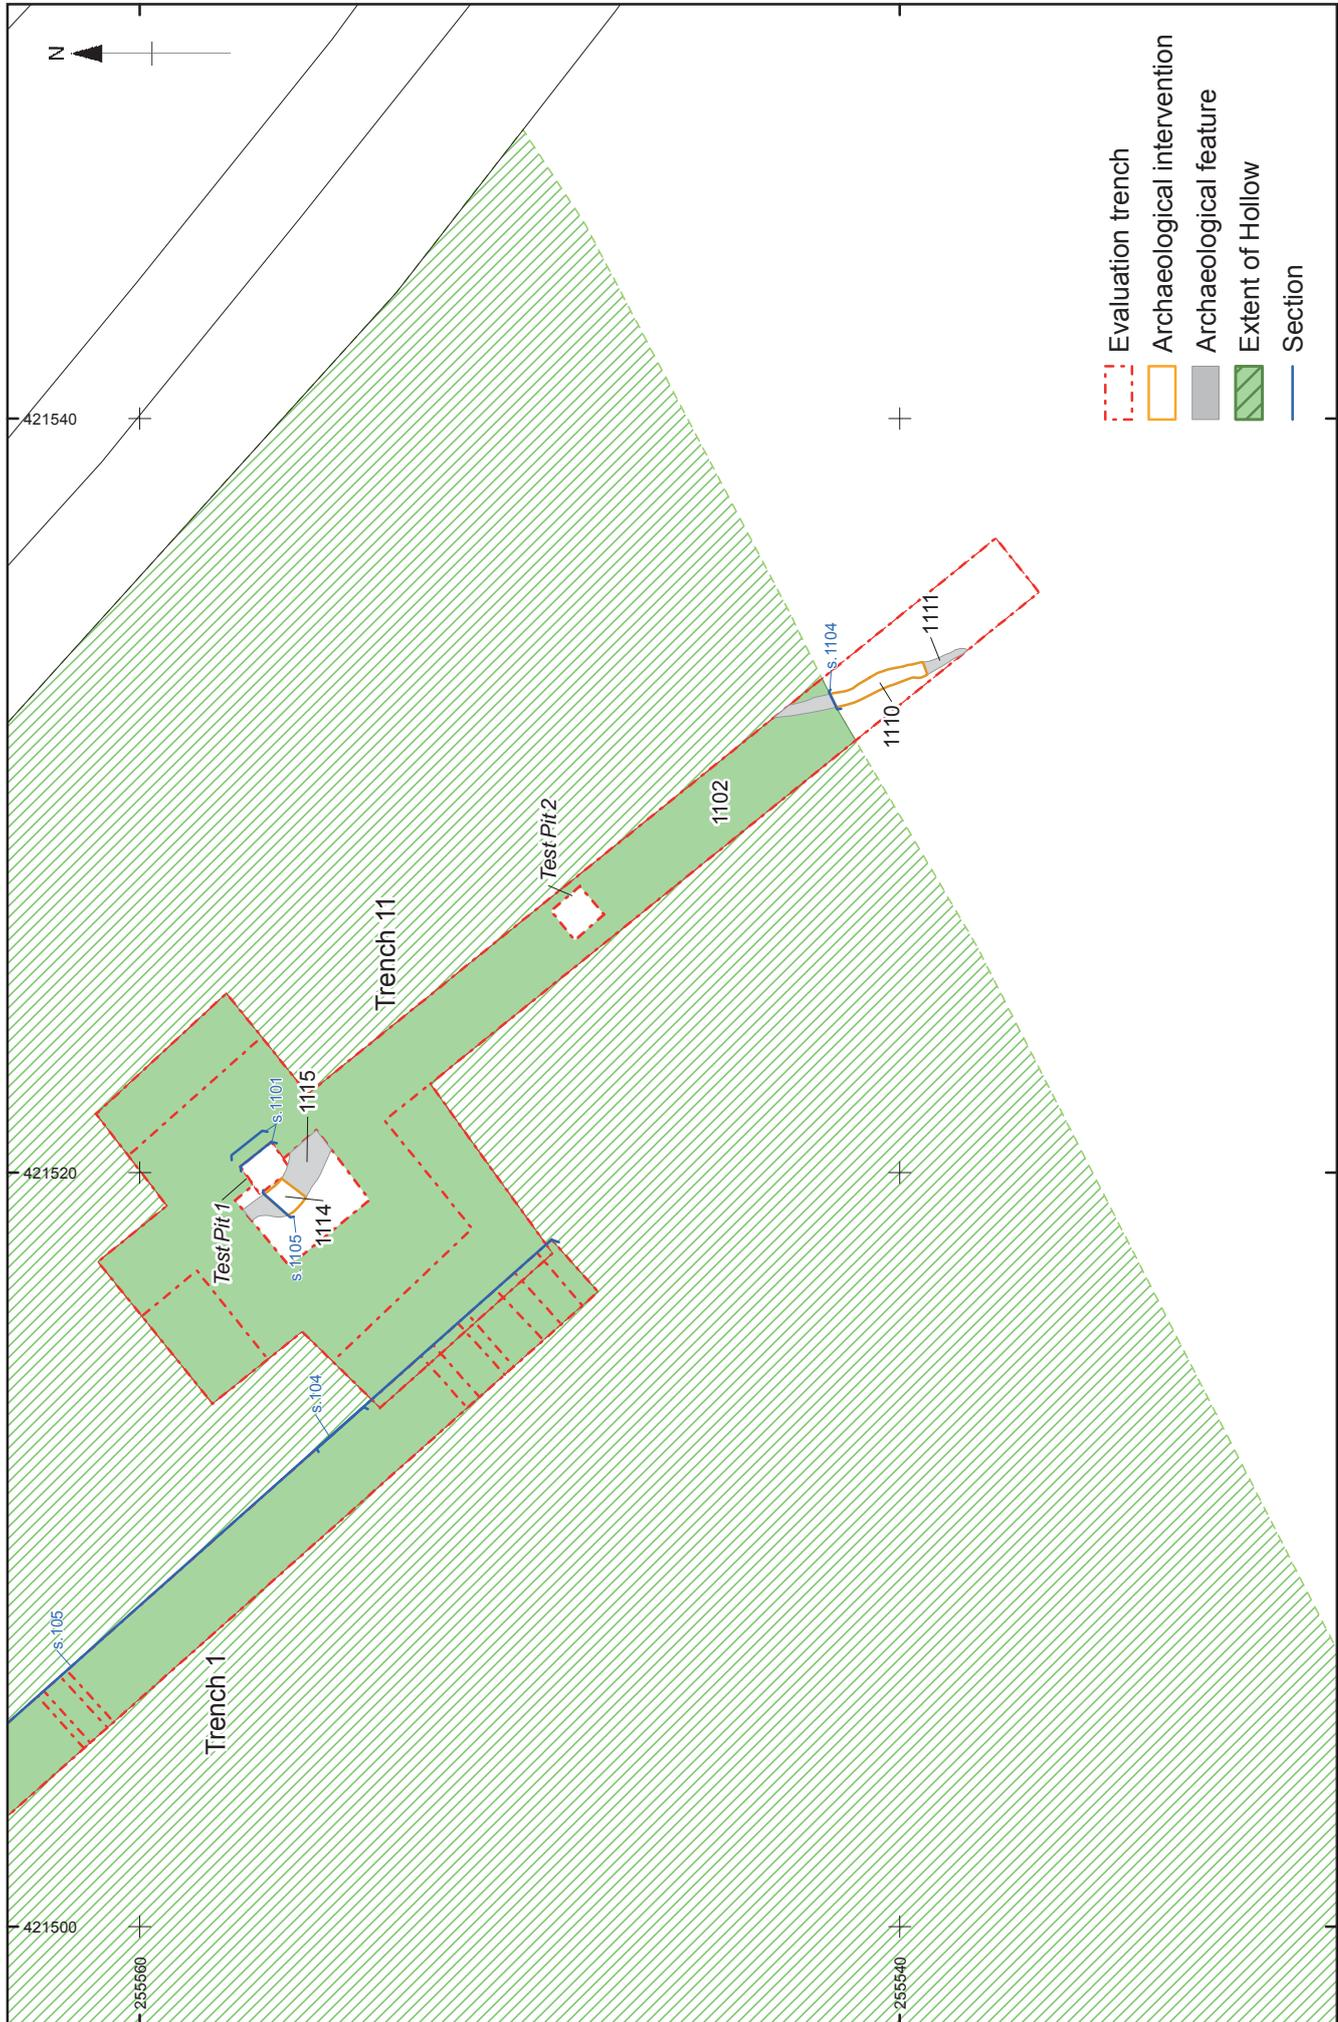 N
421540
421520
421500
255560
255540
Trench 1
Trench 11
Test Pit 1
Test Pit 2
s.105
s.104
s.1105
s.1101
s.1104
1114
1115
1102
1110
1111
Evaluation trench
Archaeological intervention
Archaeological feature
Extent of Hollow
Section